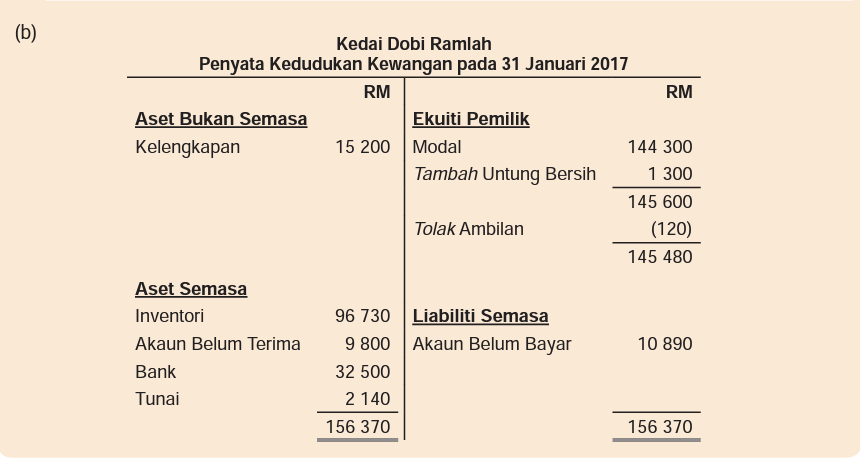 (b)
Kedai Dobi Ramlah
Penyata Kedudukan Kewangan pada 31 Januari 2017
RM RM
Aset Bukan Semasa Ekuiti Pemilik
Kelengkapan 15 200 Modal 144 300
Tambah Untung Bersih 1 300
145 600
Tolak Ambilan (120)
145 480
Aset Semasa
Inventori 96 730 Liabiliti Semasa
Akaun Belum Terima 9 800 Akaun Belum Bayar 10 890
Bank 32 500
Tunai 2 140
156 370 156 370